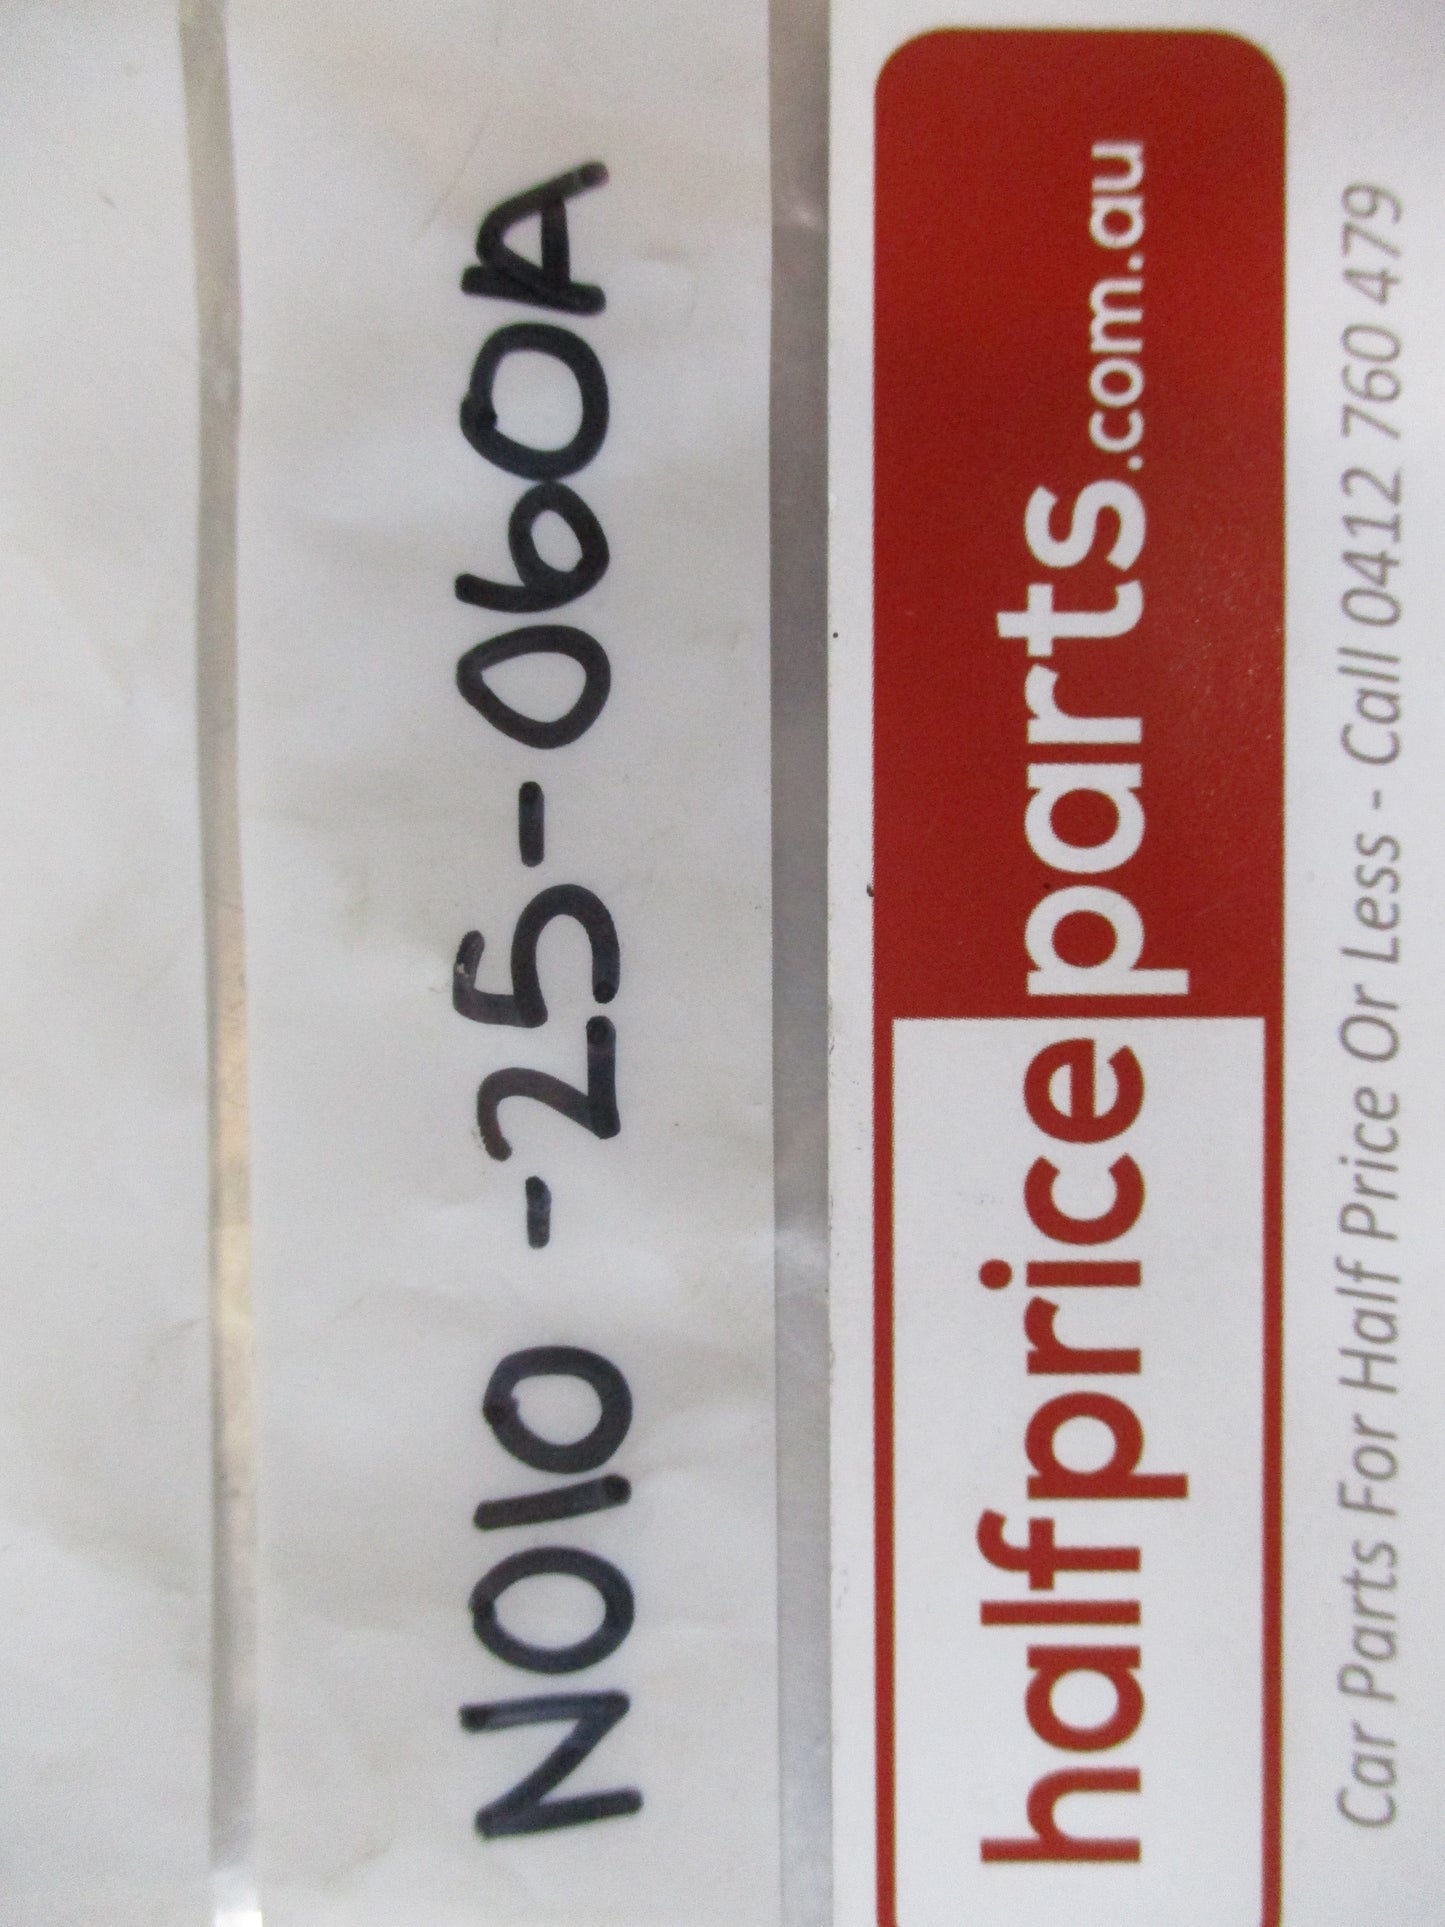 N010-25-060A
halfpriceparts.com.au
Car Parts For Half Price Or Less - Call 0412 760 479